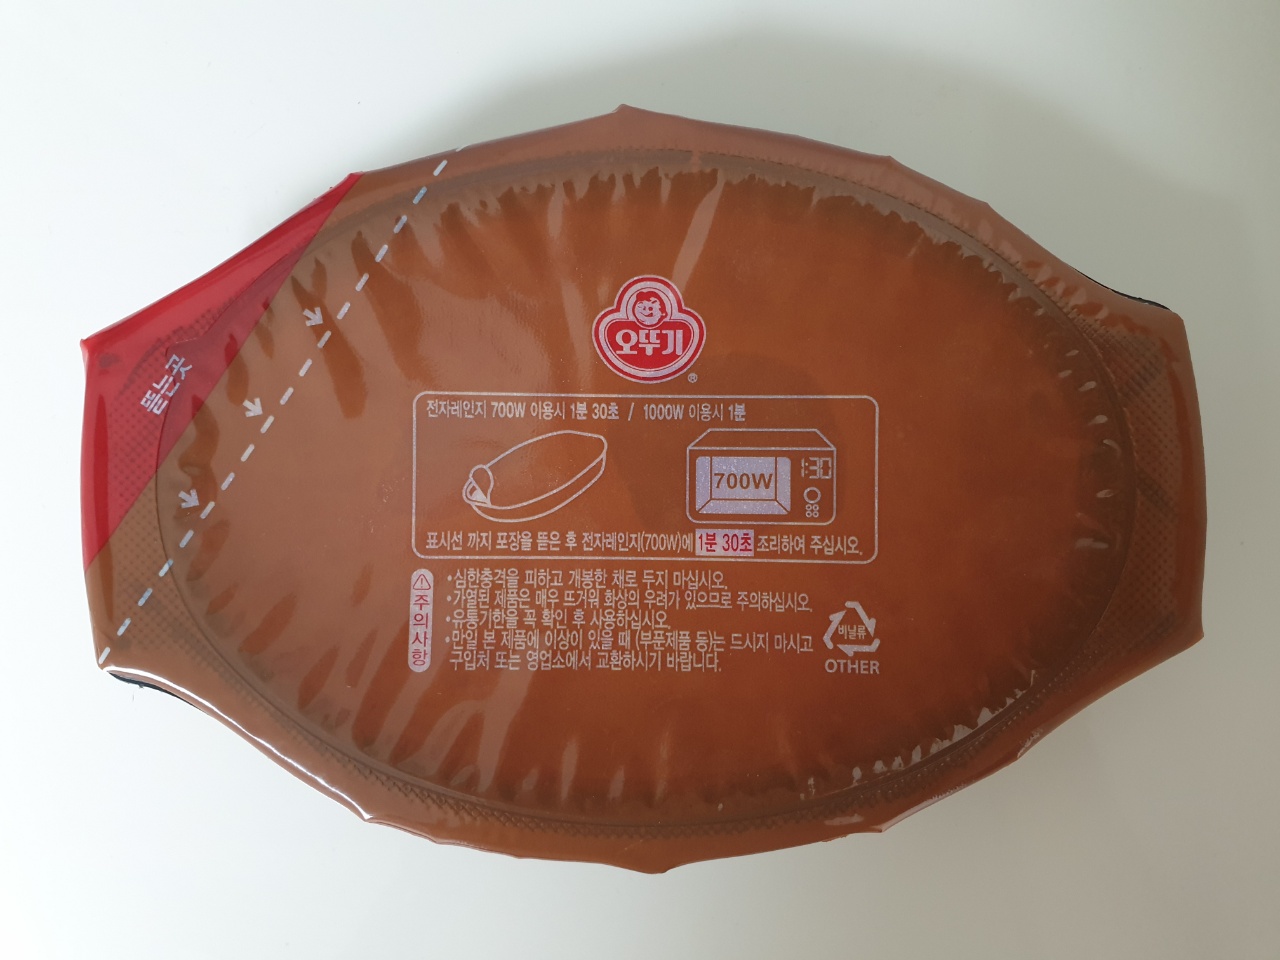 오뚜기
®
뜯는곳
전자레인지 700W 이용시 1분 30초 / 1000W 이용시 1분
700W
1:30
표시선 까지 포장을 뜯은 후 전자레인지(700W)에 1분 30초 조리하여 주십시오.
주의사항
•심한충격을 피하고 개봉한 채로 두지 마십시오.
•가열된 제품은 매우 뜨거워 화상의 우려가 있으므로 주의하십시오.
•유통기한을 꼭 확인 후 사용하십시오.
•만일 본 제품에 이상이 있을 때 (부푼제품 등)는 드시지 마시고
구입처 또는 영업소에서 교환하시기 바랍니다.
비닐류
OTHER